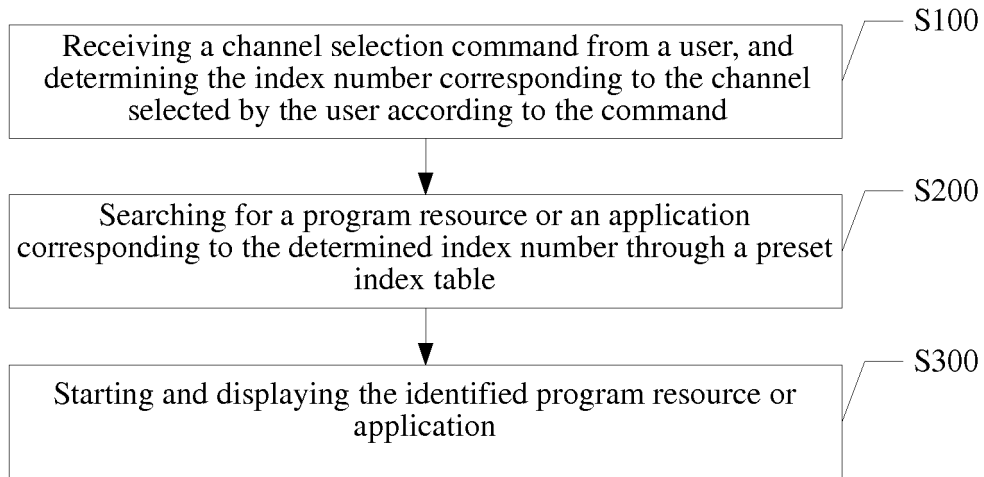 S100
Receiving a channel selection command from a user, and
determining the index number corresponding to the channel
selected by the user according to the command
S200
Searching for a program resource or an application
corresponding to the determined index number through a preset
index table
S300
Starting and displaying the identified program resource or
application